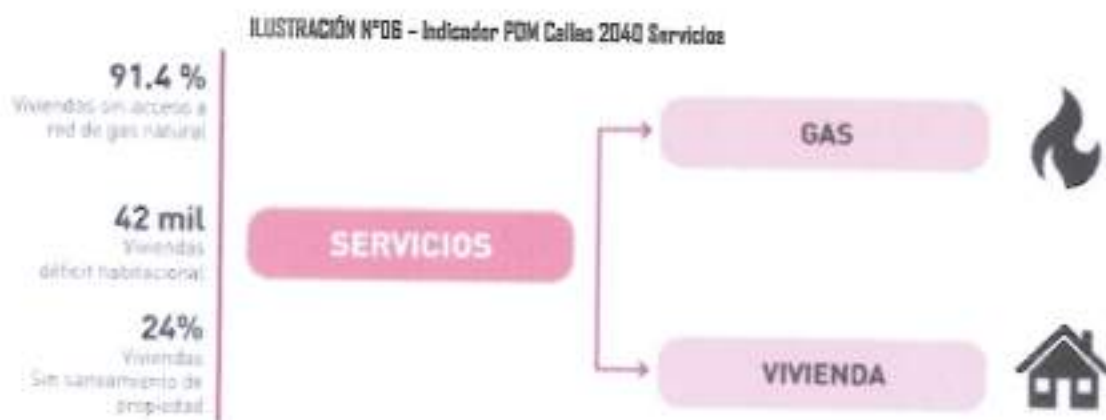 ILUSTRACIÓN N°06 – Indicador PDM Callao 2040 Servicios
91.4 %
Viviendas sin acceso a
red de gas natural
42 mil
Viviendas
déficit habitacional
24%
Viviendas
Sin saneamiento de
propiedad
SERVICIOS
GAS
VIVIENDA